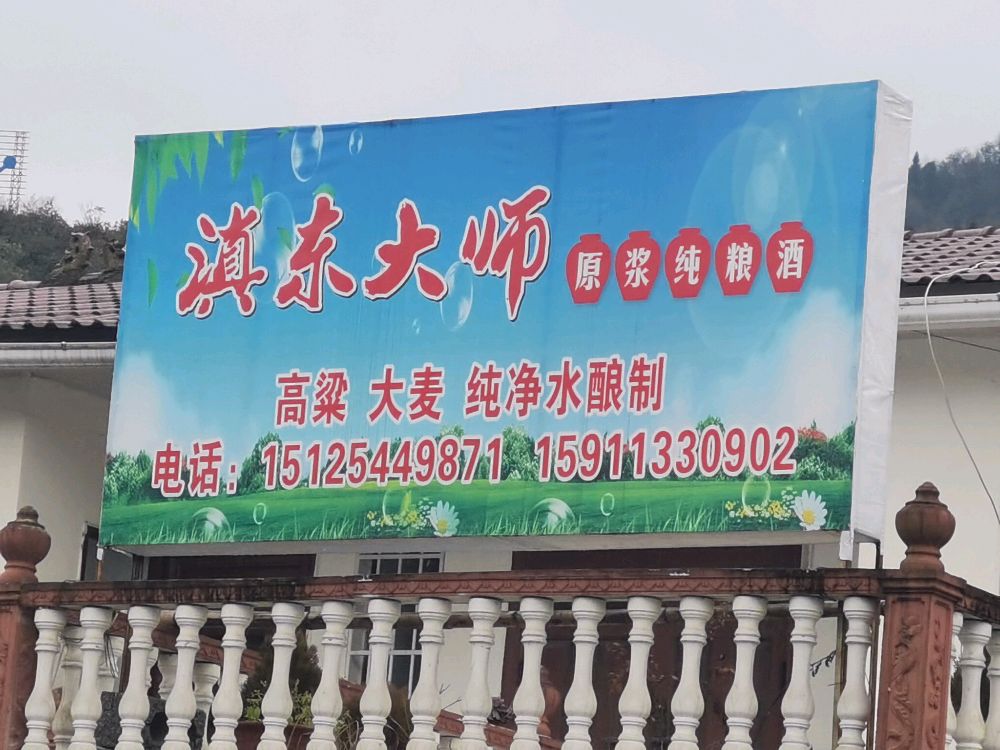 滇东大师 原浆纯粮酒
高粱 大麦 纯净水酿制
电话：15125449871 15911330902